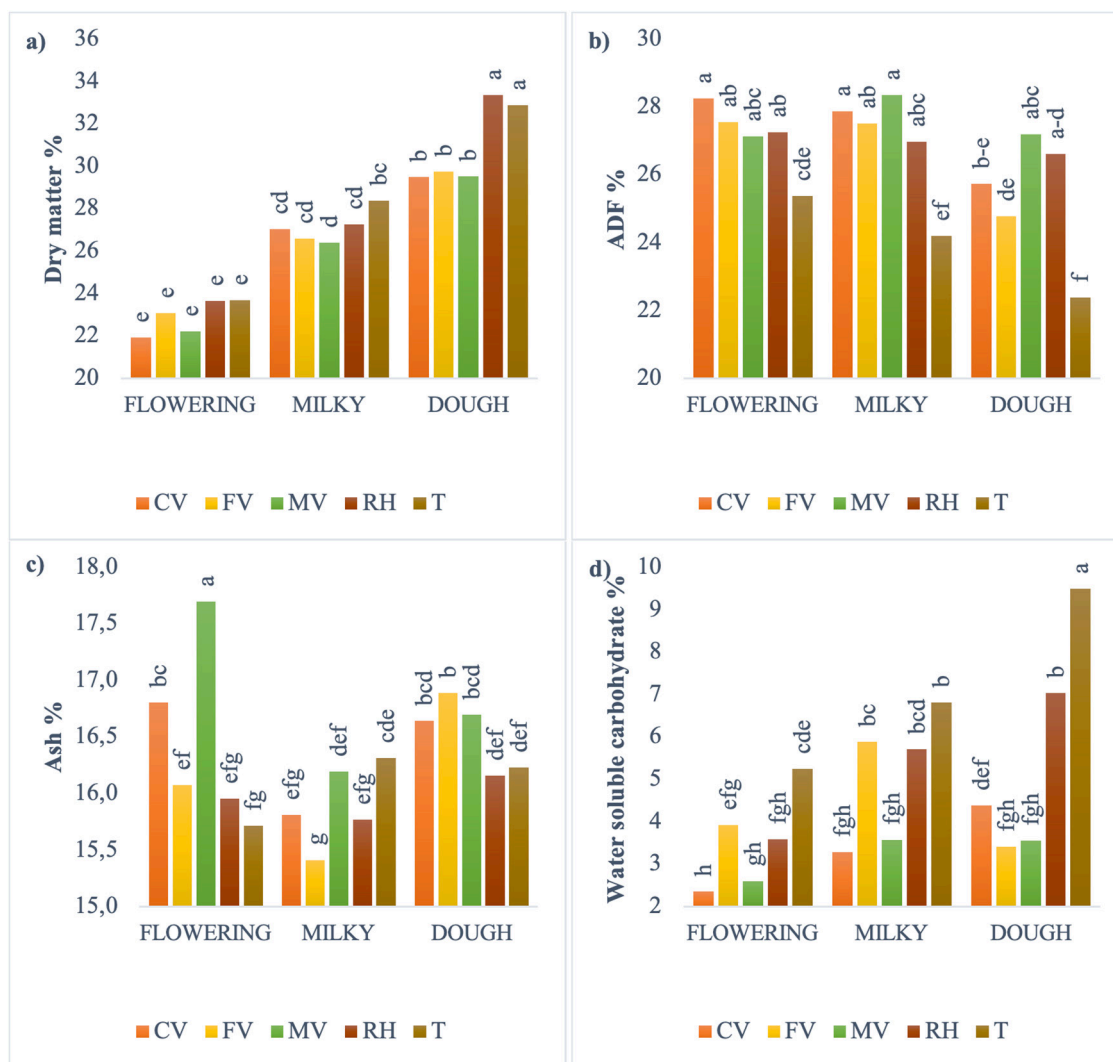 a)
Dry matter %
36
34
32
30
28
26
24
22
20
e e e e e
cd cd d cd bc
b b b a a
FLOWERING MILKY DOUGH
CV FV MV RH T
b)
ADF %
30
28
26
24
22
20
a ab abc ab cde
a ab a abc ef
b-e de abc a-d f
FLOWERING MILKY DOUGH
CV FV MV RH T
c)
Ash %
18,0
17,5
17,0
16,5
16,0
15,5
15,0
bc ef a efg fg
efg g def efg cde
bcd b bcd def def
FLOWERING MILKY DOUGH
CV FV MV RH T
d)
Water soluble carbohydrate %
10
9
8
7
6
5
4
3
2
h efg gh fgh cde
fgh bc fgh bcd b
def fgh fgh b a
FLOWERING MILKY DOUGH
CV FV MV RH T